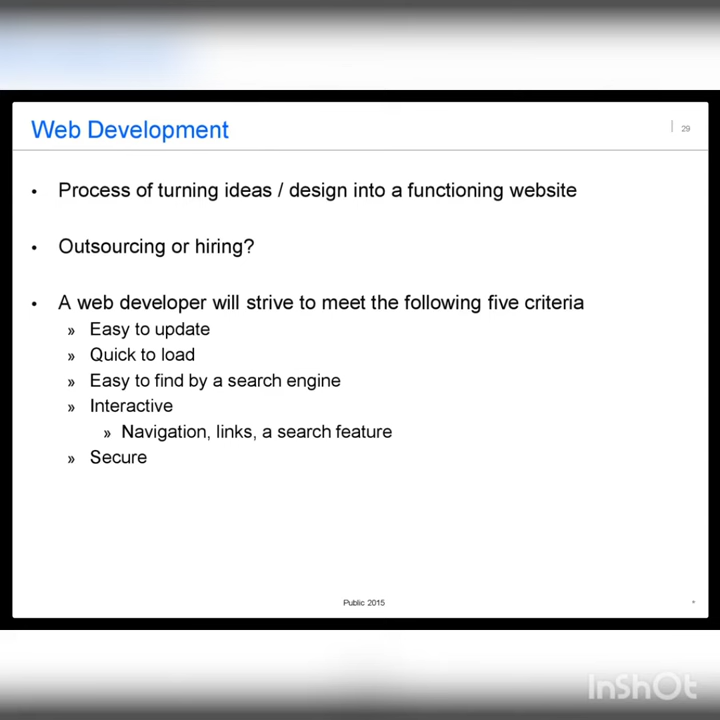 Web Development
29
• Process of turning ideas / design into a functioning website
• Outsourcing or hiring?
• A web developer will strive to meet the following five criteria
» Easy to update
» Quick to load
» Easy to find by a search engine
» Interactive
» Navigation, links, a search feature
» Secure
Public 2015
InShOt